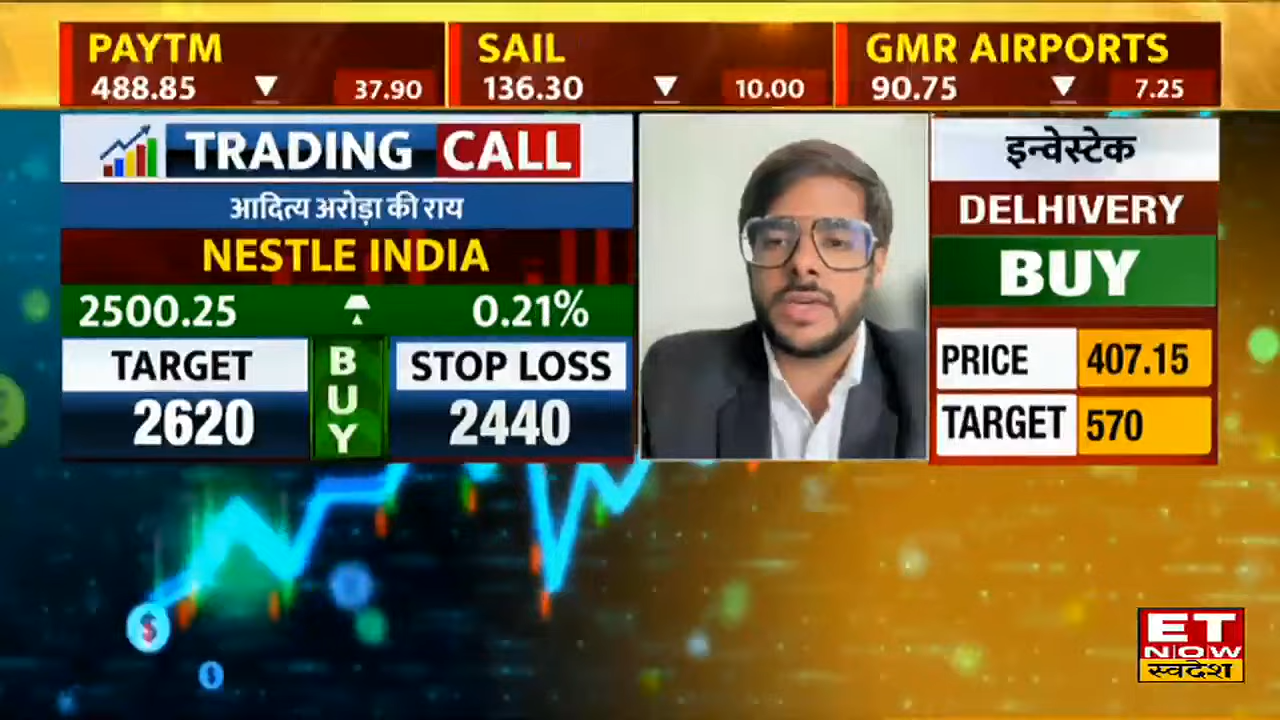 PAYTM
488.85 ▼ 37.90
SAIL
136.30 ▼ 10.00
GMR AIRPORTS
90.75 ▼ 7.25
TRADING CALL
आदित्य अरोड़ा की राय
NESTLE INDIA
2500.25 0.21%
TARGET
2620
BUY
STOP LOSS
2440
इन्वेस्टेक
DELHIVERY
BUY
PRICE 407.15
TARGET 570
ET
NOW
स्वदेश